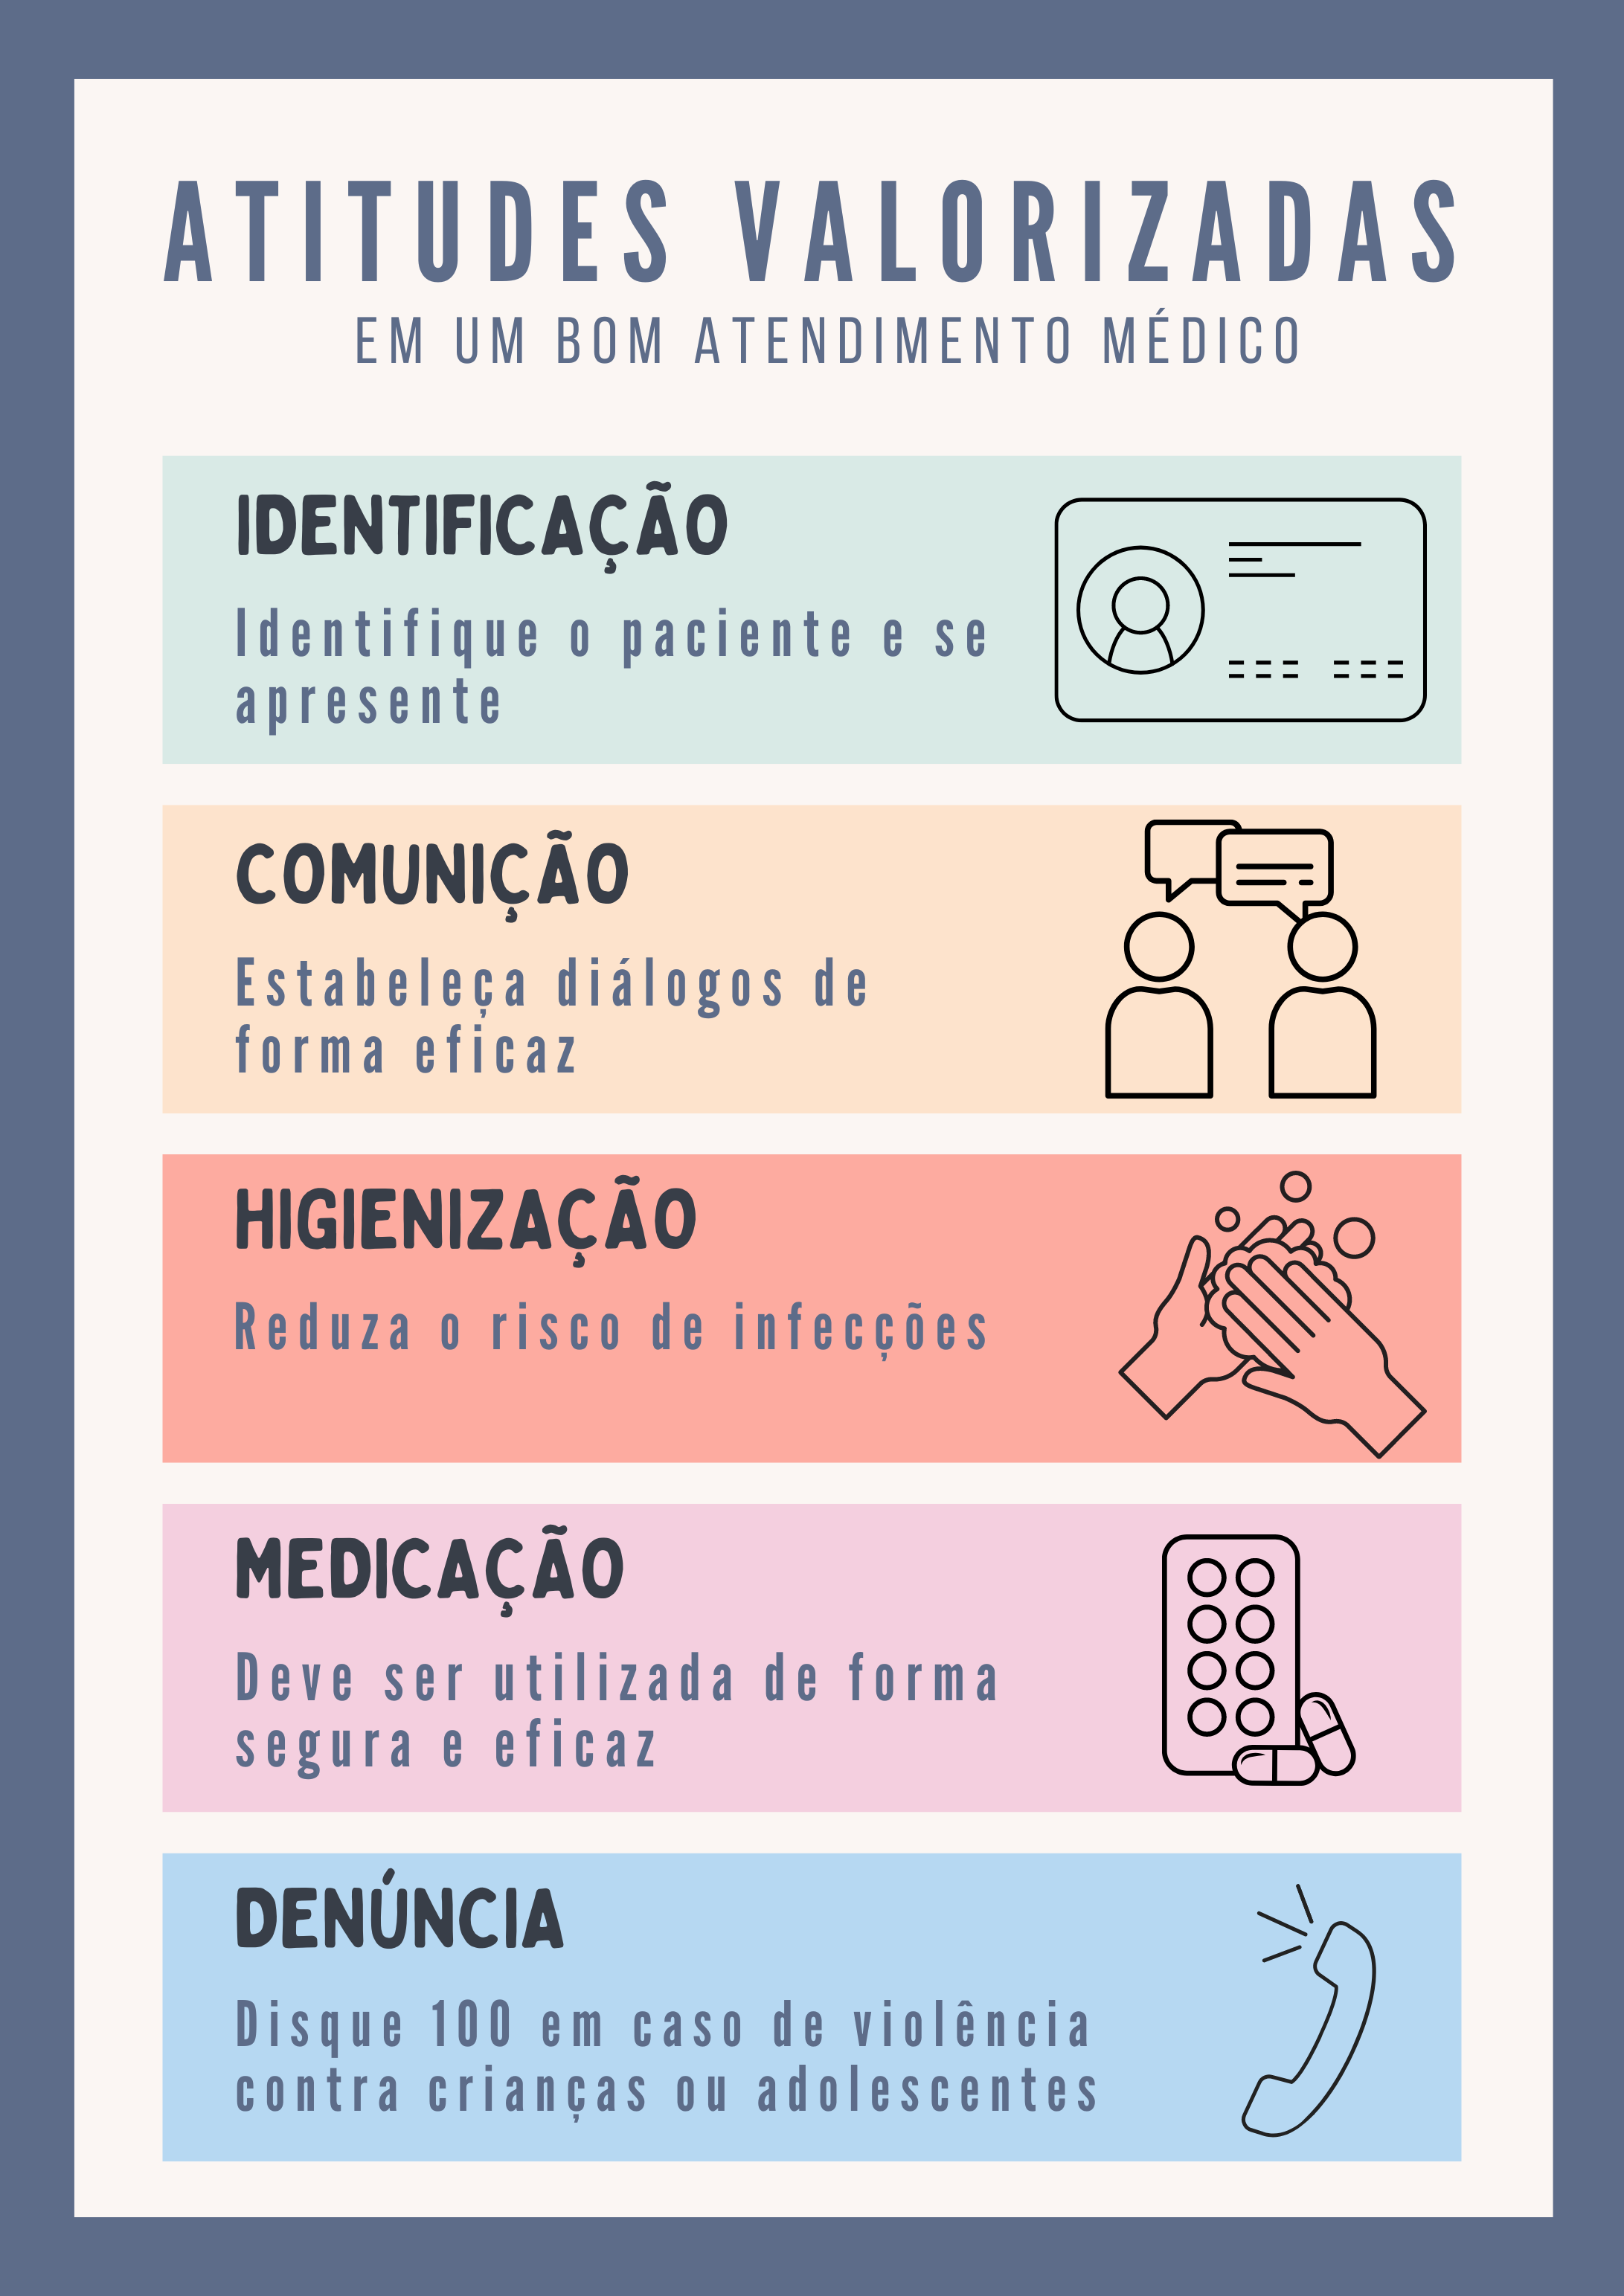 ATITUDES VALORIZADAS
EM UM BOM ATENDIMENTO MÉDICO
IDENTIFICAÇÃO
Identifique o paciente e se
apresente
COMUNIÇÃO
Estabeleça diálogos de
forma eficaz
HIGIENIZAÇÃO
Reduza o risco de infecções
MEDICAÇÃO
Deve ser utilizada de forma
segura e eficaz
DENÚNCIA
Disque 100 em caso de violência
contra crianças ou adolescentes